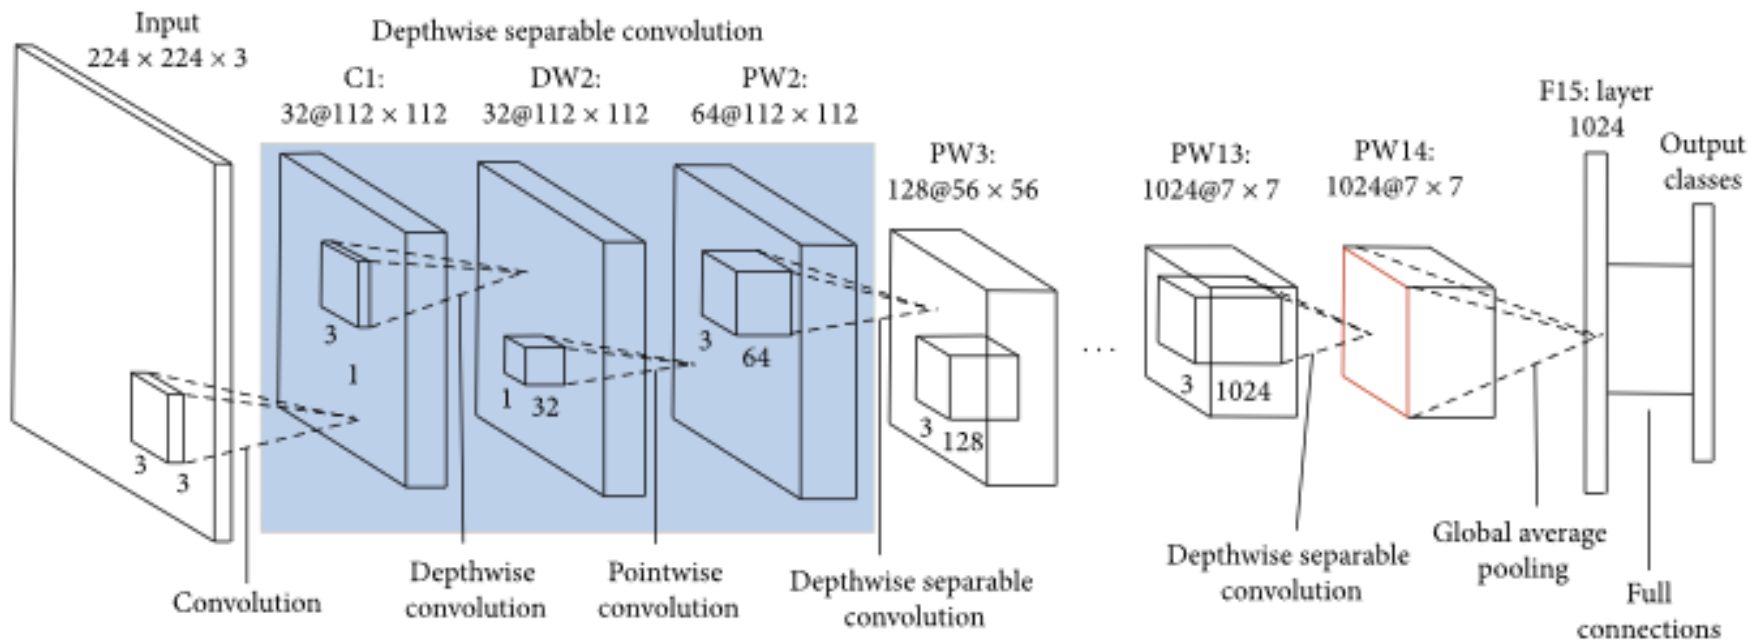 Input
224 × 224 × 3
Depthwise separable convolution
C1:
32@112 × 112
DW2:
32@112 × 112
PW2:
64@112 × 112
PW3:
128@56 × 56
PW13:
1024@7 × 7
PW14:
1024@7 × 7
F15: layer
1024
Output
classes
3
3
3
1
1
32
3
64
3
128
. . .
3
1024
Convolution
Depthwise
convolution
Pointwise
convolution
Depthwise separable
convolution
Depthwise separable
convolution
Global average
pooling
Full
connections